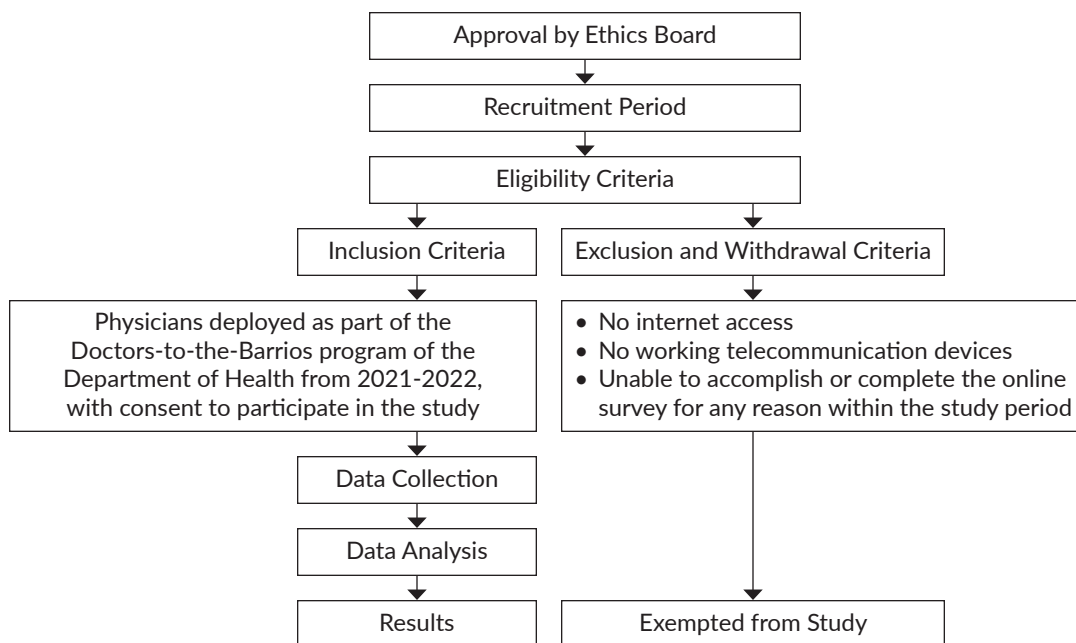 Approval by Ethics Board
Recruitment Period
Eligibility Criteria
Inclusion Criteria
Exclusion and Withdrawal Criteria
Physicians deployed as part of the
Doctors-to-the-Barrios program of the
Department of Health from 2021-2022,
with consent to participate in the study
• No internet access
• No working telecommunication devices
• Unable to accomplish or complete the online
survey for any reason within the study period
Data Collection
Data Analysis
Results
Exempted from Study